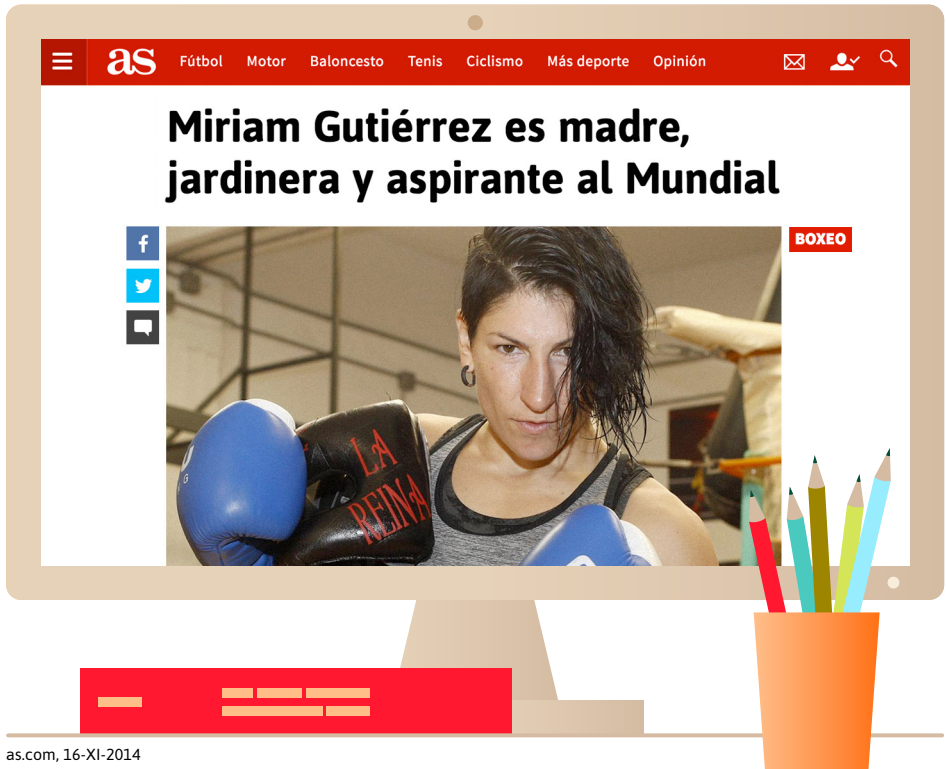 as Fútbol Motor Baloncesto Tenis Ciclismo Más deporte Opinión
Miriam Gutiérrez es madre,
jardinera y aspirante al Mundial
BOXEO
LA
REINA
G
as.com, 16-XI-2014